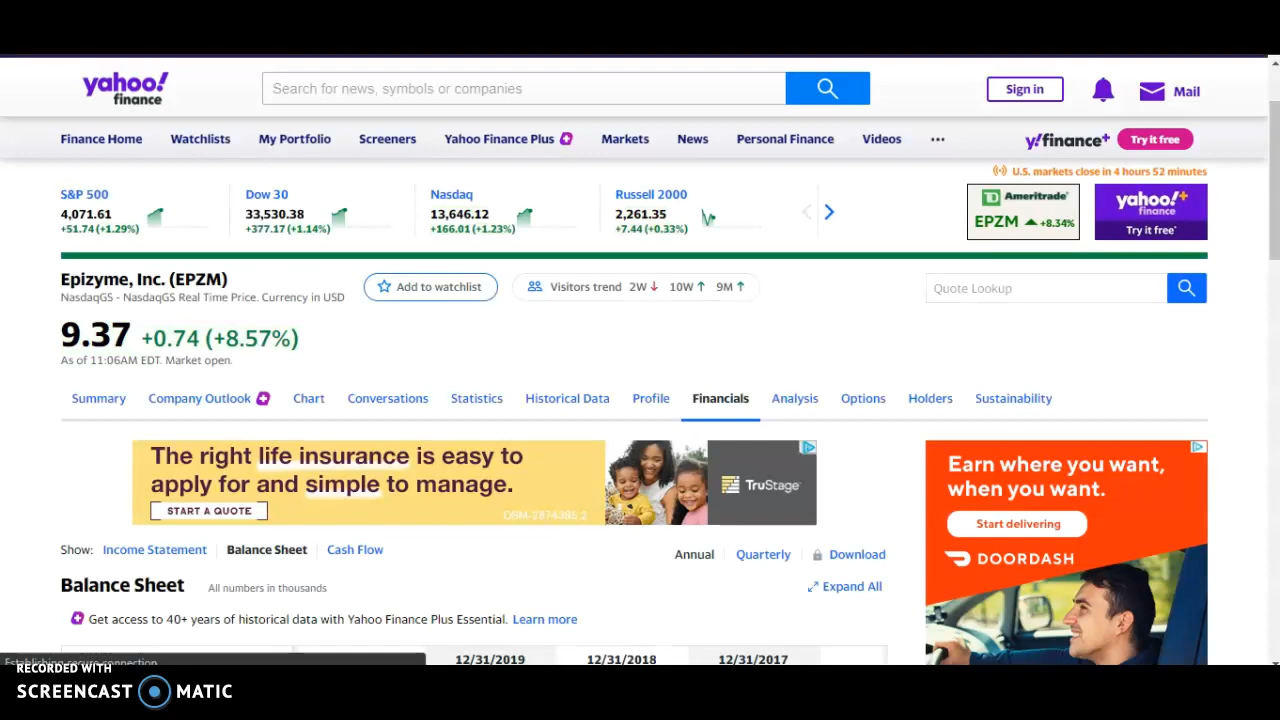 yahoo!
finance
Search for news, symbols or companies
Sign in
Mail
Finance Home
Watchlists
My Portfolio
Screeners
Yahoo Finance Plus
Markets
News
Personal Finance
Videos
...
y!finance+
Try it free
U.S. markets close in 4 hours 52 minutes
S&P 500
4,071.61
+51.74 (+1.29%)
Dow 30
33,530.38
+377.17 (+1.14%)
Nasdaq
13,646.12
+166.01 (+1.23%)
Russell 2000
2,261.35
+7.44 (+0.33%)
TD Ameritrade
EPZM +8.34%
yahoo!+
finance
Try it free*
Epizyme, Inc. (EPZM)
NasdaqGS - NasdaqGS Real Time Price. Currency in USD
Add to watchlist
Visitors trend 2W 10W 9M
Quote Lookup
9.37 +0.74 (+8.57%)
As of 11:06AM EDT. Market open.
Summary
Company Outlook
Chart
Conversations
Statistics
Historical Data
Profile
Financials
Analysis
Options
Holders
Sustainability
The right life insurance is easy to
apply for and simple to manage.
START A QUOTE
DSM-2874385.2
TruStage
Earn where you want,
when you want.
Start delivering
DOORDASH
Show: Income Statement Balance Sheet Cash Flow
Annual Quarterly Download
Balance Sheet All numbers in thousands
Expand All
Get access to 40+ years of historical data with Yahoo Finance Plus Essential. Learn more
12/31/2019 12/31/2018 12/31/2017
Establishing secure connection...
RECORDED WITH
SCREENCAST MATIC